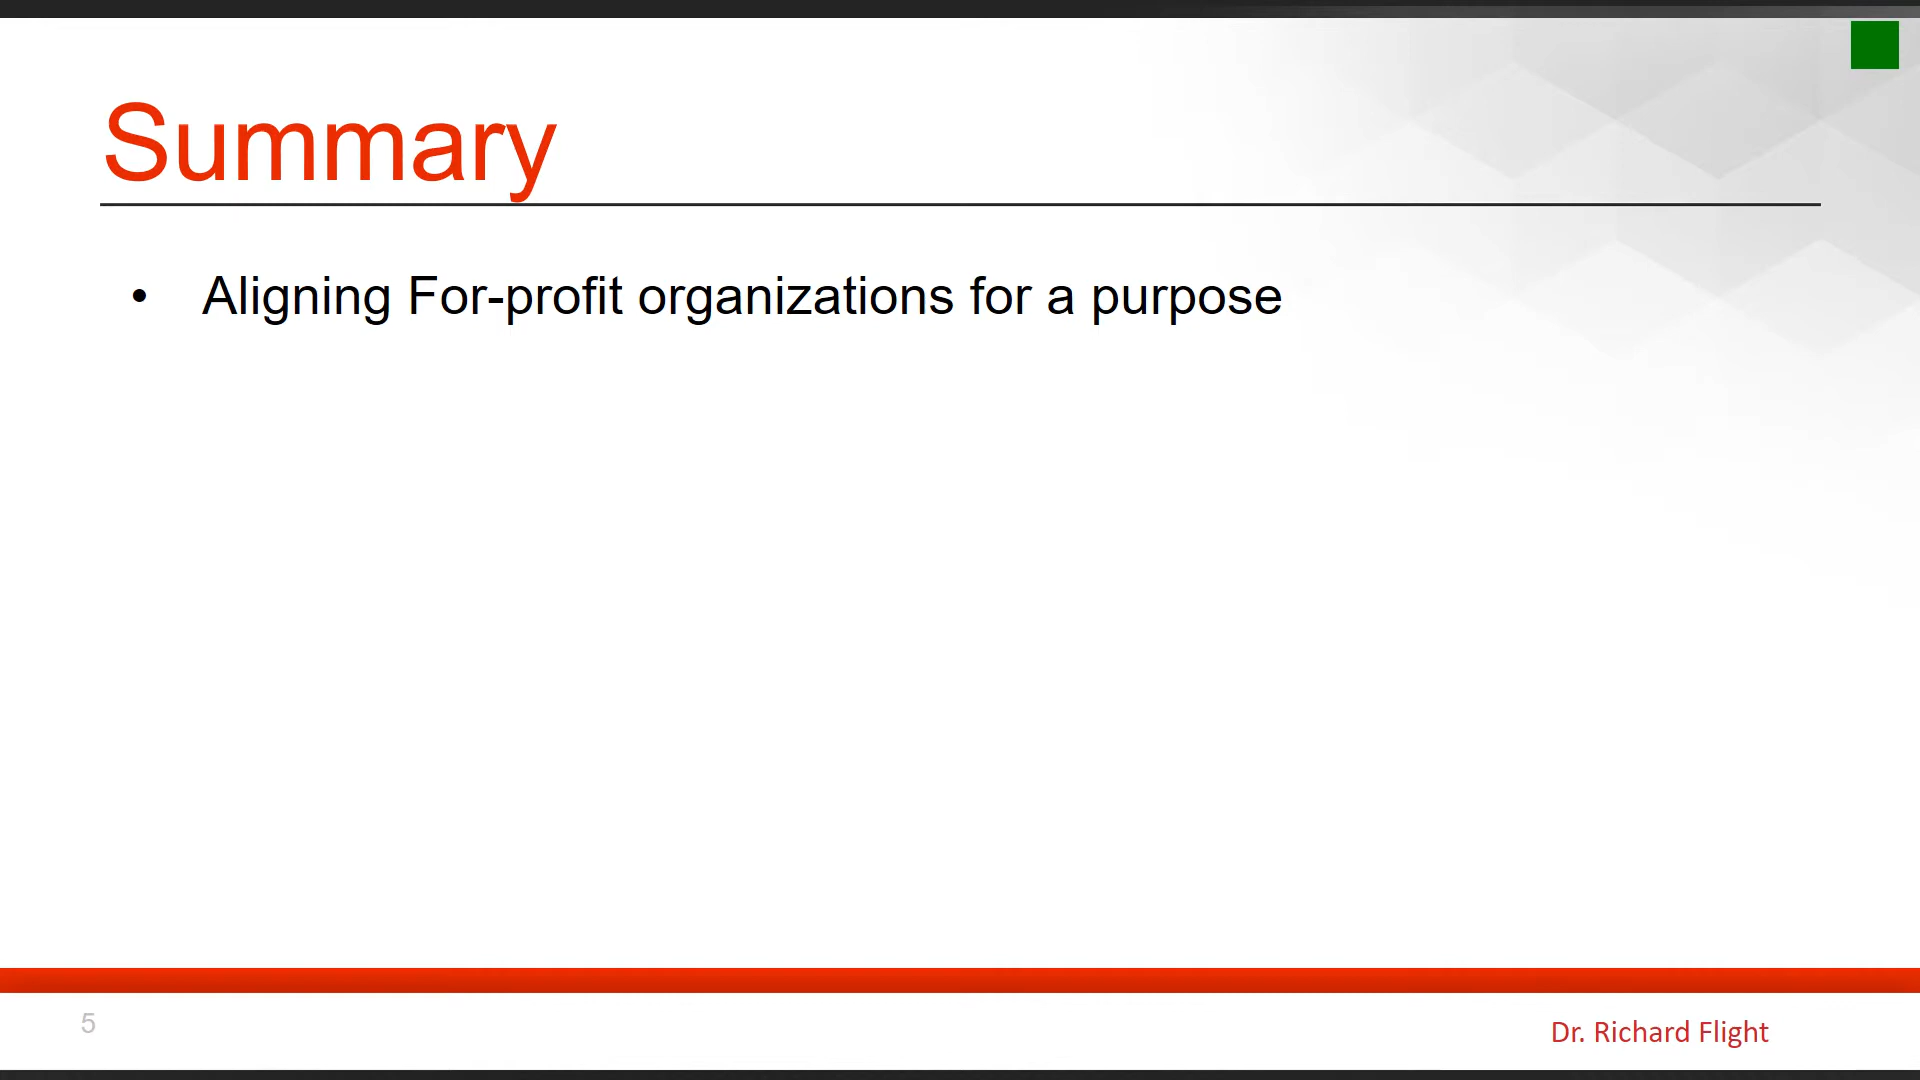 Summary
• Aligning For-profit organizations for a purpose
5
Dr. Richard Flight